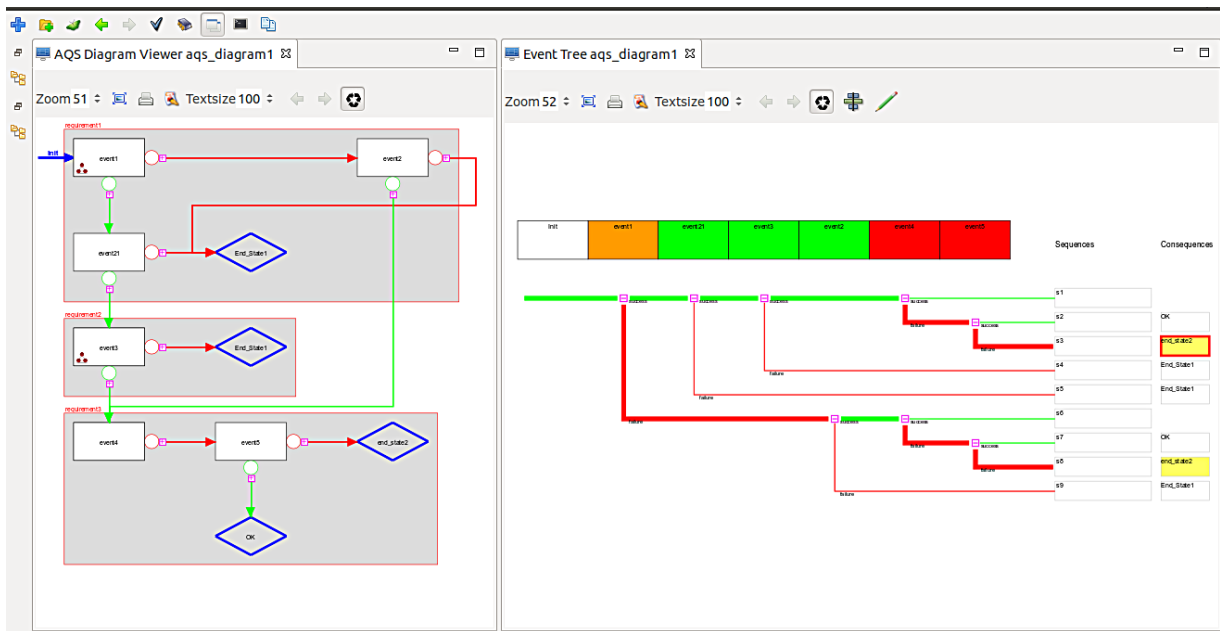 AQS Diagram Viewer aqs_diagram1
Zoom 51 Textsize 100
requirement1
Init
event1
event2
event21
End_State1
requirement2
event3
End_State1
requirement3
event4
event5
end_state2
OK
Event Tree aqs_diagram1
Zoom 52 Textsize 100
Init event1 event21 event3 event2 event4 event5
Sequences Consequences
success success success success s1
failure success s2 OK
failure s3 end_state2
failure s4 End_State1
failure s5 End_State1
failure success success s6
failure success s7 OK
failure s8 end_state2
failure s9 End_State1